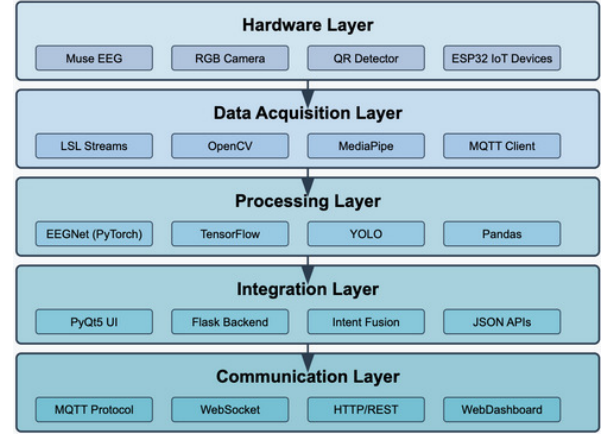 Hardware Layer
Muse EEG
RGB Camera
QR Detector
ESP32 IoT Devices
Data Acquisition Layer
LSL Streams
OpenCV
MediaPipe
MQTT Client
Processing Layer
EEGNet (PyTorch)
TensorFlow
YOLO
Pandas
Integration Layer
PyQt5 UI
Flask Backend
Intent Fusion
JSON APIs
Communication Layer
MQTT Protocol
WebSocket
HTTP/REST
WebDashboard